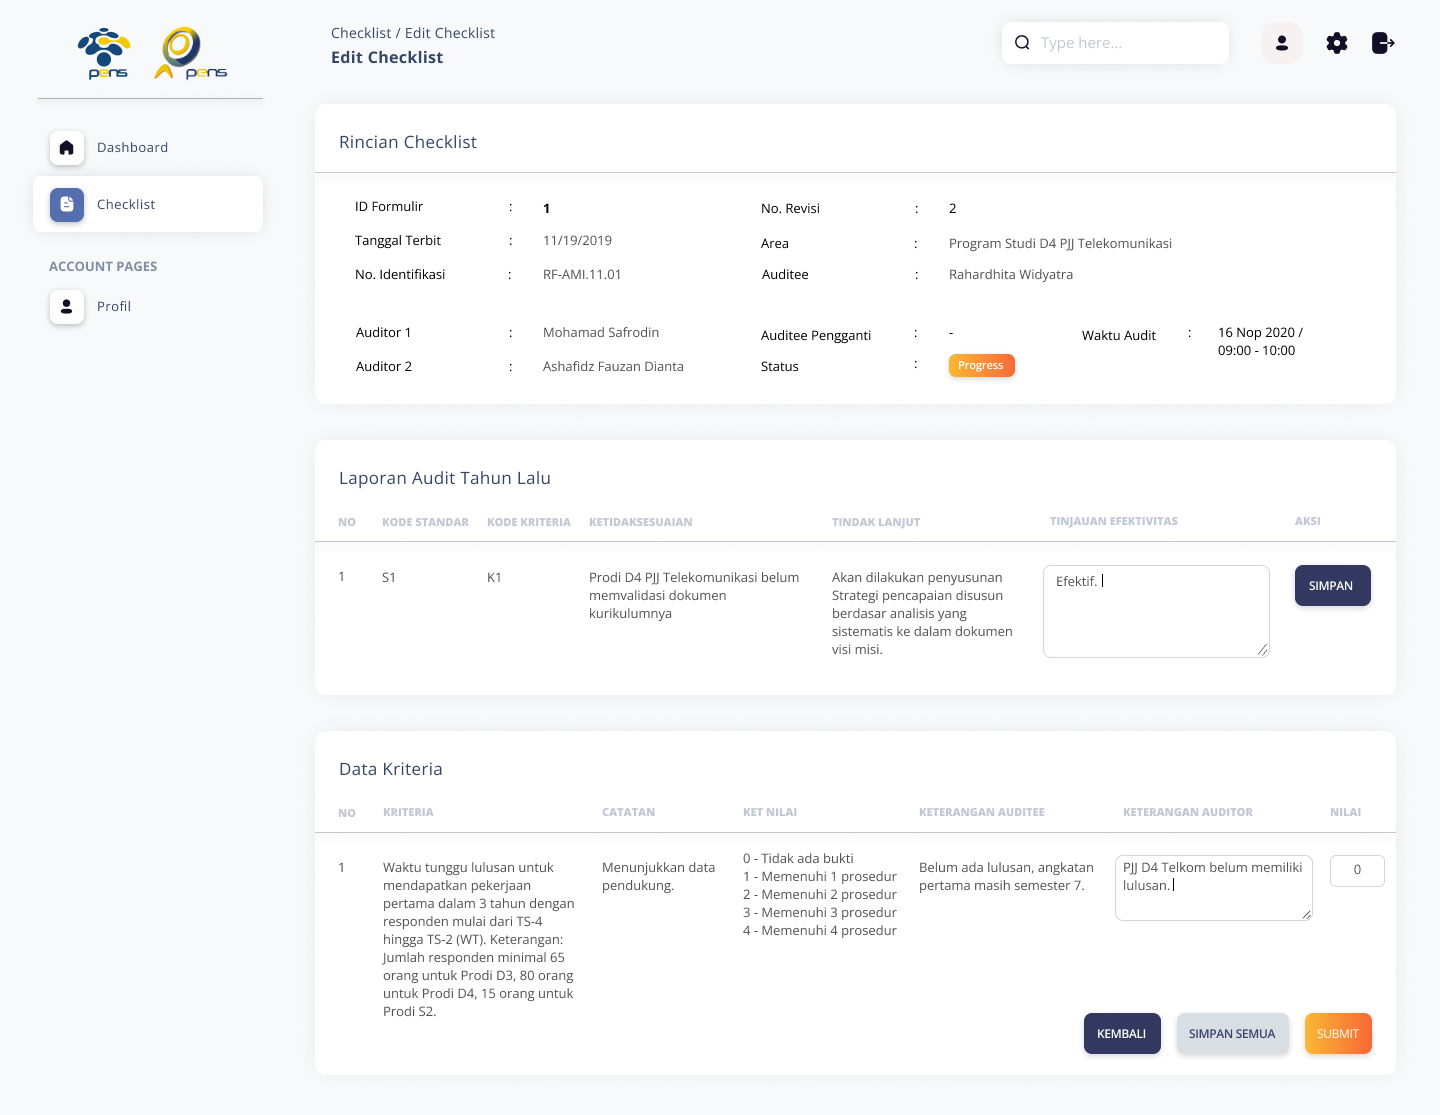 pens
pens
Checklist / Edit Checklist
Edit Checklist
Type here...
Dashboard
Checklist
ACCOUNT PAGES
Profil
Rincian Checklist
ID Formulir : 1
No. Revisi : 2
Tanggal Terbit : 11/19/2019
Area : Program Studi D4 PJJ Telekomunikasi
No. Identifikasi : RF-AMI.11.01
Auditee : Rahardhita Widyatra
Auditor 1 : Mohamad Safrodin
Auditee Pengganti : -
Waktu Audit : 16 Nop 2020 /
09:00 - 10:00
Auditor 2 : Ashafidz Fauzan Dianta
Status : Progress
Laporan Audit Tahun Lalu
NO KODE STANDAR KODE KRITERIA KETIDAKSESUAIAN TINDAK LANJUT TINJAUAN EFEKTIVITAS AKSI
1 S1 K1
Prodi D4 PJJ Telekomunikasi belum
memvalidasi dokumen
kurikulumnya
Akan dilakukan penyusunan
Strategi pencapaian disusun
berdasar analisis yang
sistematis ke dalam dokumen
visi misi.
Efektif.
SIMPAN
Data Kriteria
NO KRITERIA CATATAN KET NILAI KETERANGAN AUDITEE KETERANGAN AUDITOR NILAI
1
Waktu tunggu lulusan untuk
mendapatkan pekerjaan
pertama dalam 3 tahun dengan
responden mulai dari TS-4
hingga TS-2 (WT). Keterangan:
Jumlah responden minimal 65
orang untuk Prodi D3, 80 orang
untuk Prodi D4, 15 orang untuk
Prodi S2.
Menunjukkan data
pendukung.
0 - Tidak ada bukti
1 - Memenuhi 1 prosedur
2 - Memenuhi 2 prosedur
3 - Memenuhi 3 prosedur
4 - Memenuhi 4 prosedur
Belum ada lulusan, angkatan
pertama masih semester 7.
PJJ D4 Telkom belum memiliki
lulusan.
0
KEMBALI
SIMPAN SEMUA
SUBMIT